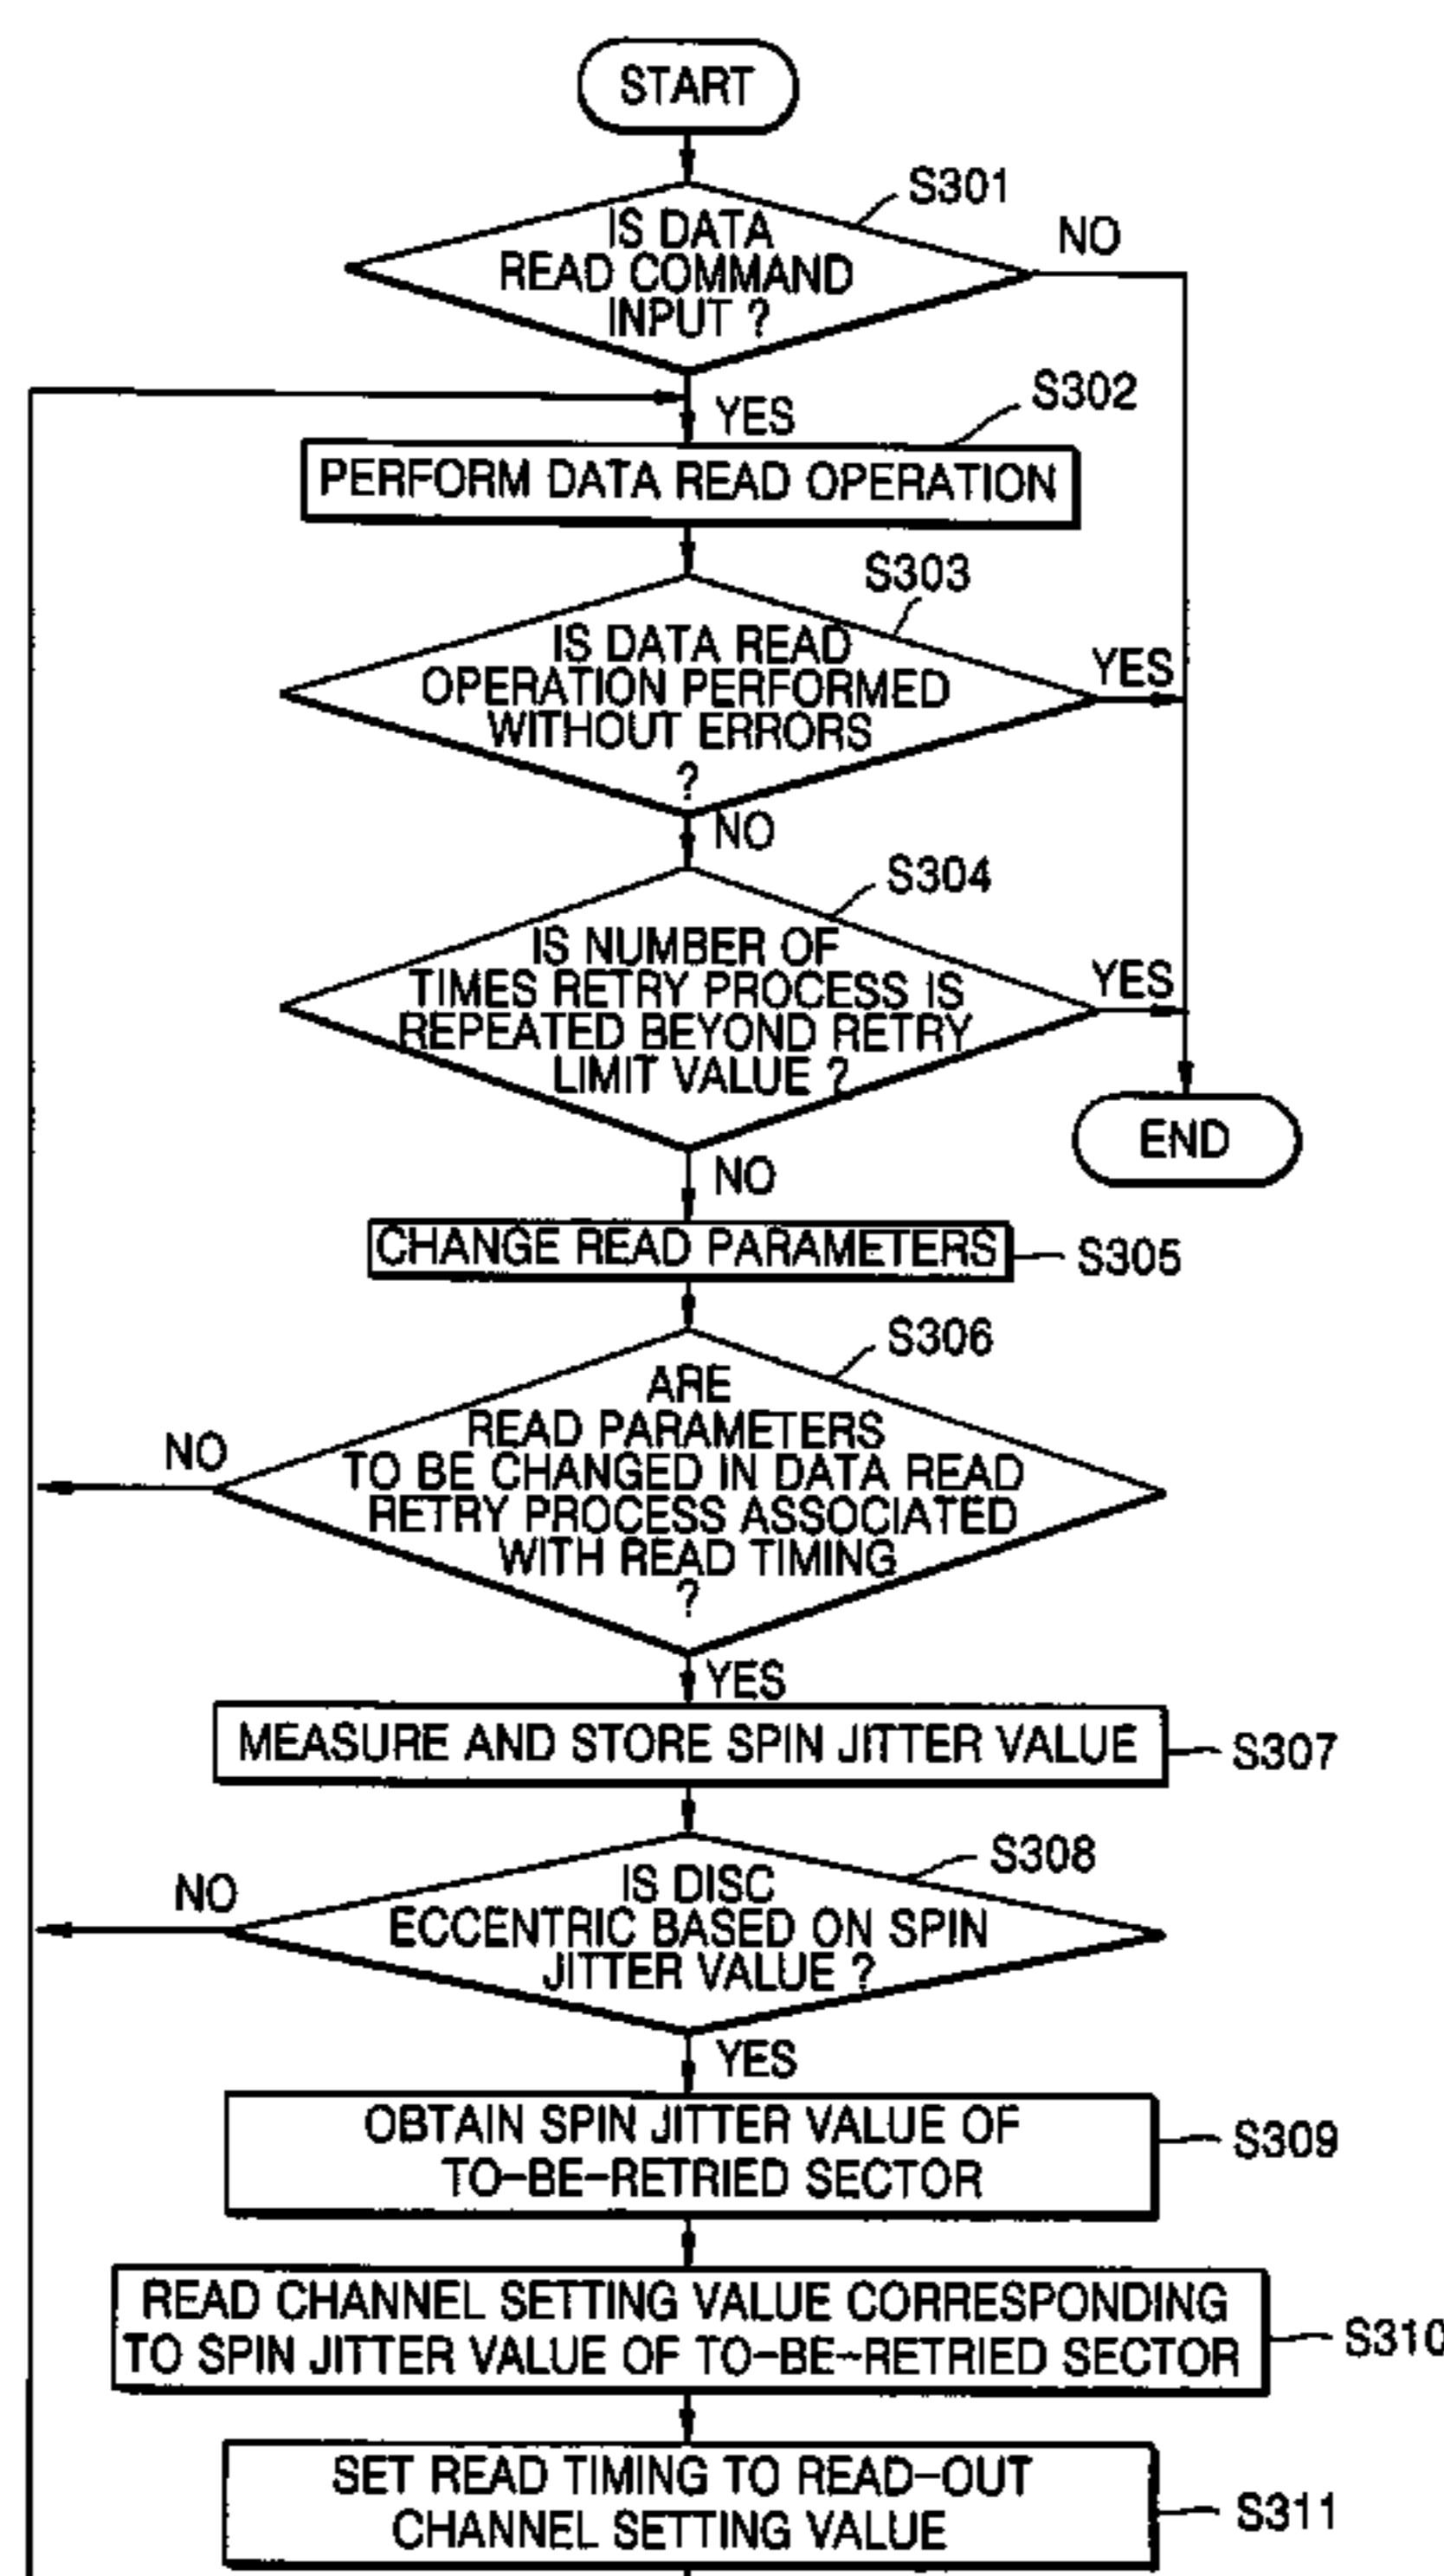 START
S301
IS DATA
READ COMMAND
INPUT ?
NO
YES
S302
PERFORM DATA READ OPERATION
S303
IS DATA READ
OPERATION PERFORMED
WITHOUT ERRORS
?
YES
NO
S304
IS NUMBER OF
TIMES RETRY PROCESS IS
REPEATED BEYOND RETRY
LIMIT VALUE ?
YES
END
NO
CHANGE READ PARAMETERS
S305
S306
ARE
READ PARAMETERS
TO BE CHANGED IN DATA READ
RETRY PROCESS ASSOCIATED
WITH READ TIMING
?
NO
YES
MEASURE AND STORE SPIN JITTER VALUE
S307
S308
IS DISC
ECCENTRIC BASED ON SPIN
JITTER VALUE ?
NO
YES
OBTAIN SPIN JITTER VALUE OF
TO-BE-RETRIED SECTOR
S309
READ CHANNEL SETTING VALUE CORRESPONDING
TO SPIN JITTER VALUE OF TO-BE-RETRIED SECTOR
S310
SET READ TIMING TO READ-OUT
CHANNEL SETTING VALUE
S311